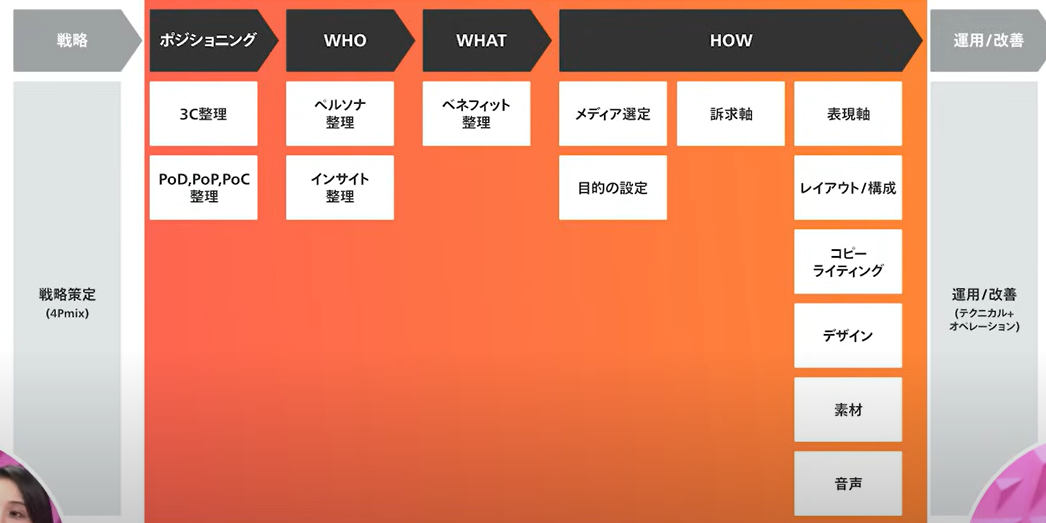 戦略
ポジショニング
WHO
WHAT
HOW
運用/改善
3C整理
ペルソナ
整理
ベネフィット
整理
メディア選定
訴求軸
表現軸
PoD,PoP,PoC
整理
インサイト
整理
目的の設定
レイアウト/構成
コピー
ライティング
戦略策定
(4Pmix)
運用/改善
(テクニカル+
オペレーション)
デザイン
素材
音声